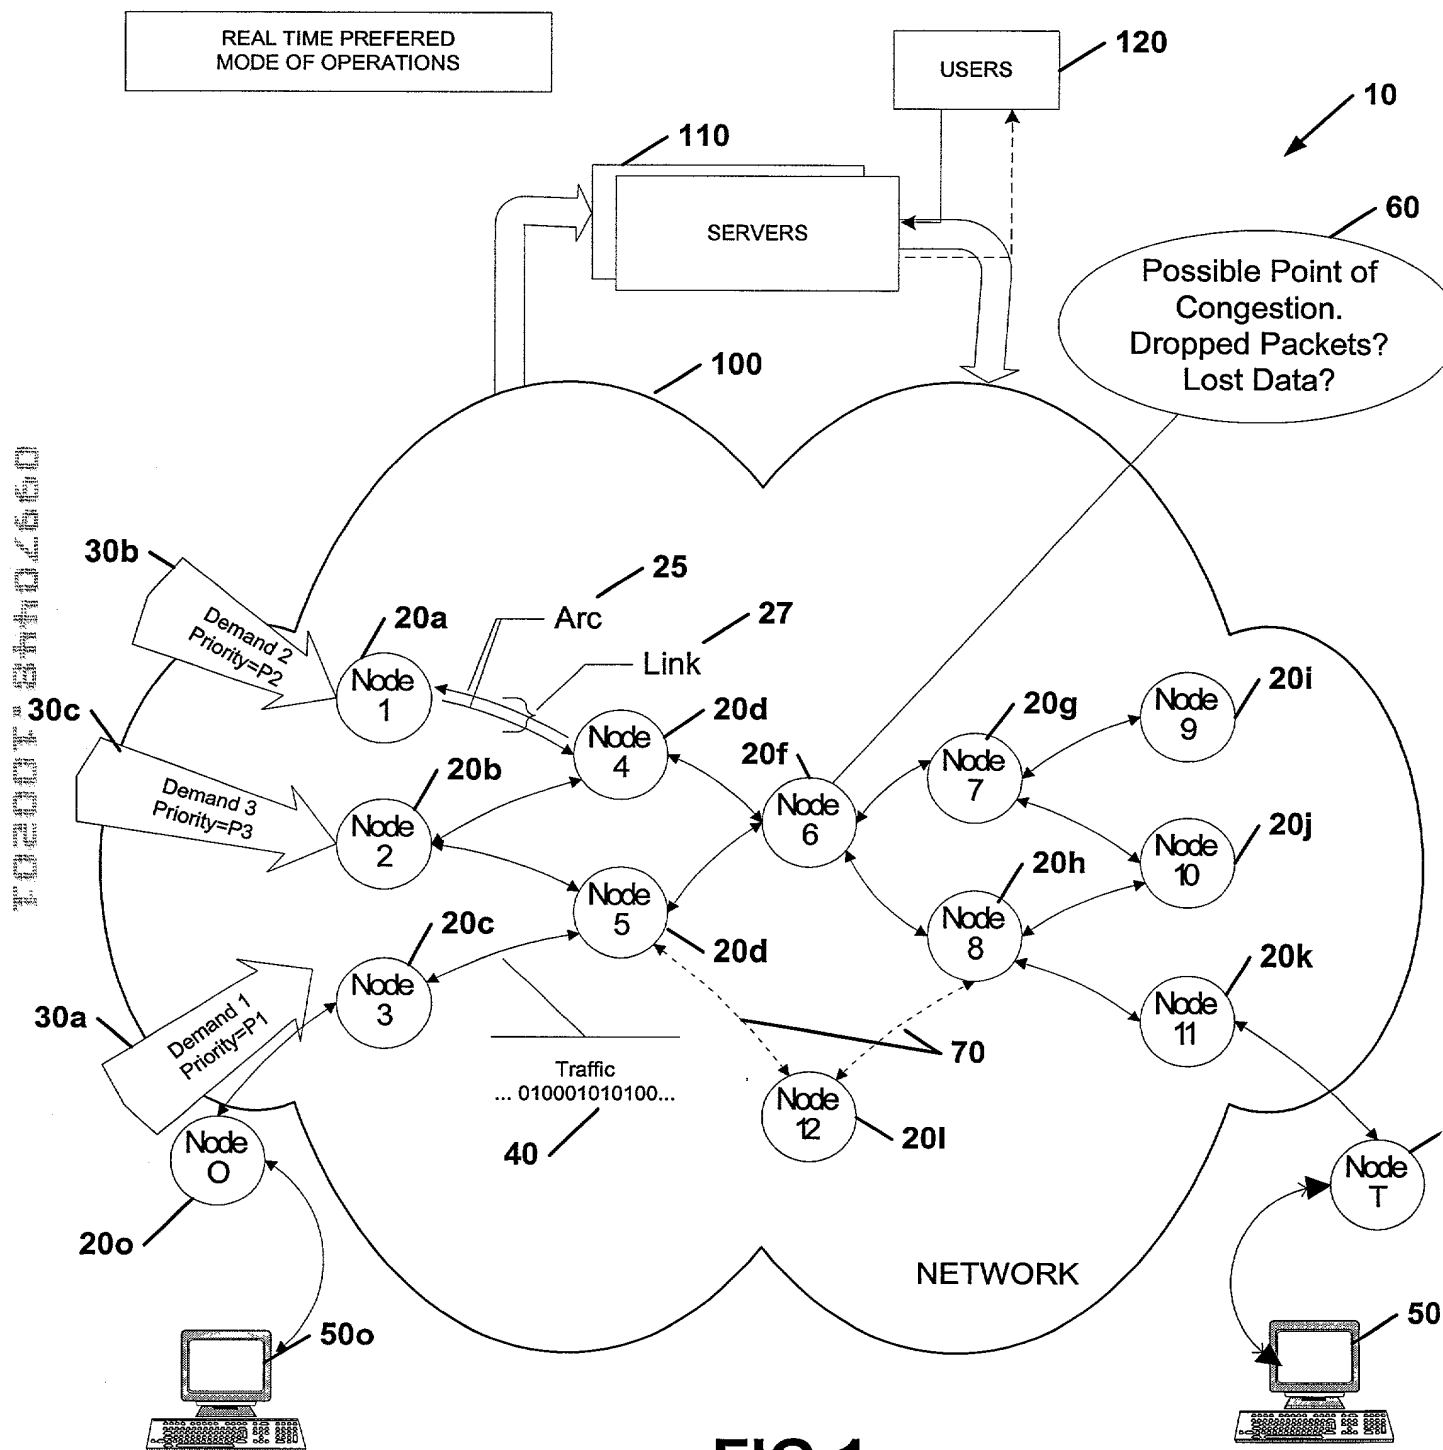 REAL TIME PREFERED
MODE OF OPERATIONS
USERS
120
10
110
SERVERS
60
Possible Point of
Congestion.
Dropped Packets?
Lost Data?
100
30b
25
Arc
20a
27
Link
Demand 2
Priority=P2
Node
1
30c
20d
20g
20i
Node
9
Node
4
20f
20b
Node
7
Demand 3
Priority=P3
Node
6
Node
2
20j
Node
10
20h
Node
5
20c
20d
Node
8
20k
Node
3
30a
Demand 1
Priority=P1
Node
11
70
Traffic
... 010001010100...
Node
12
20l
40
Node
O
Node
T
20o
NETWORK
50o
50
FIG 1